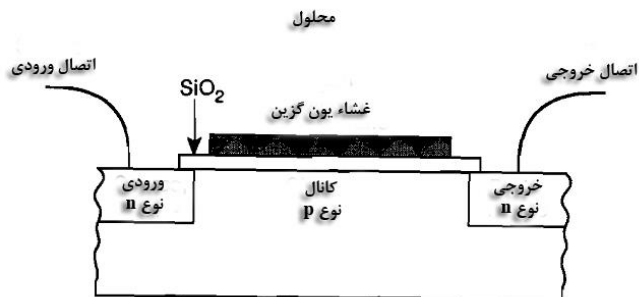 محلول
اتصال خروجی
اتصال ورودی
SiO2
غشاء یون گزین
خروجی
نوع n
کانال
نوع p
ورودی
نوع n